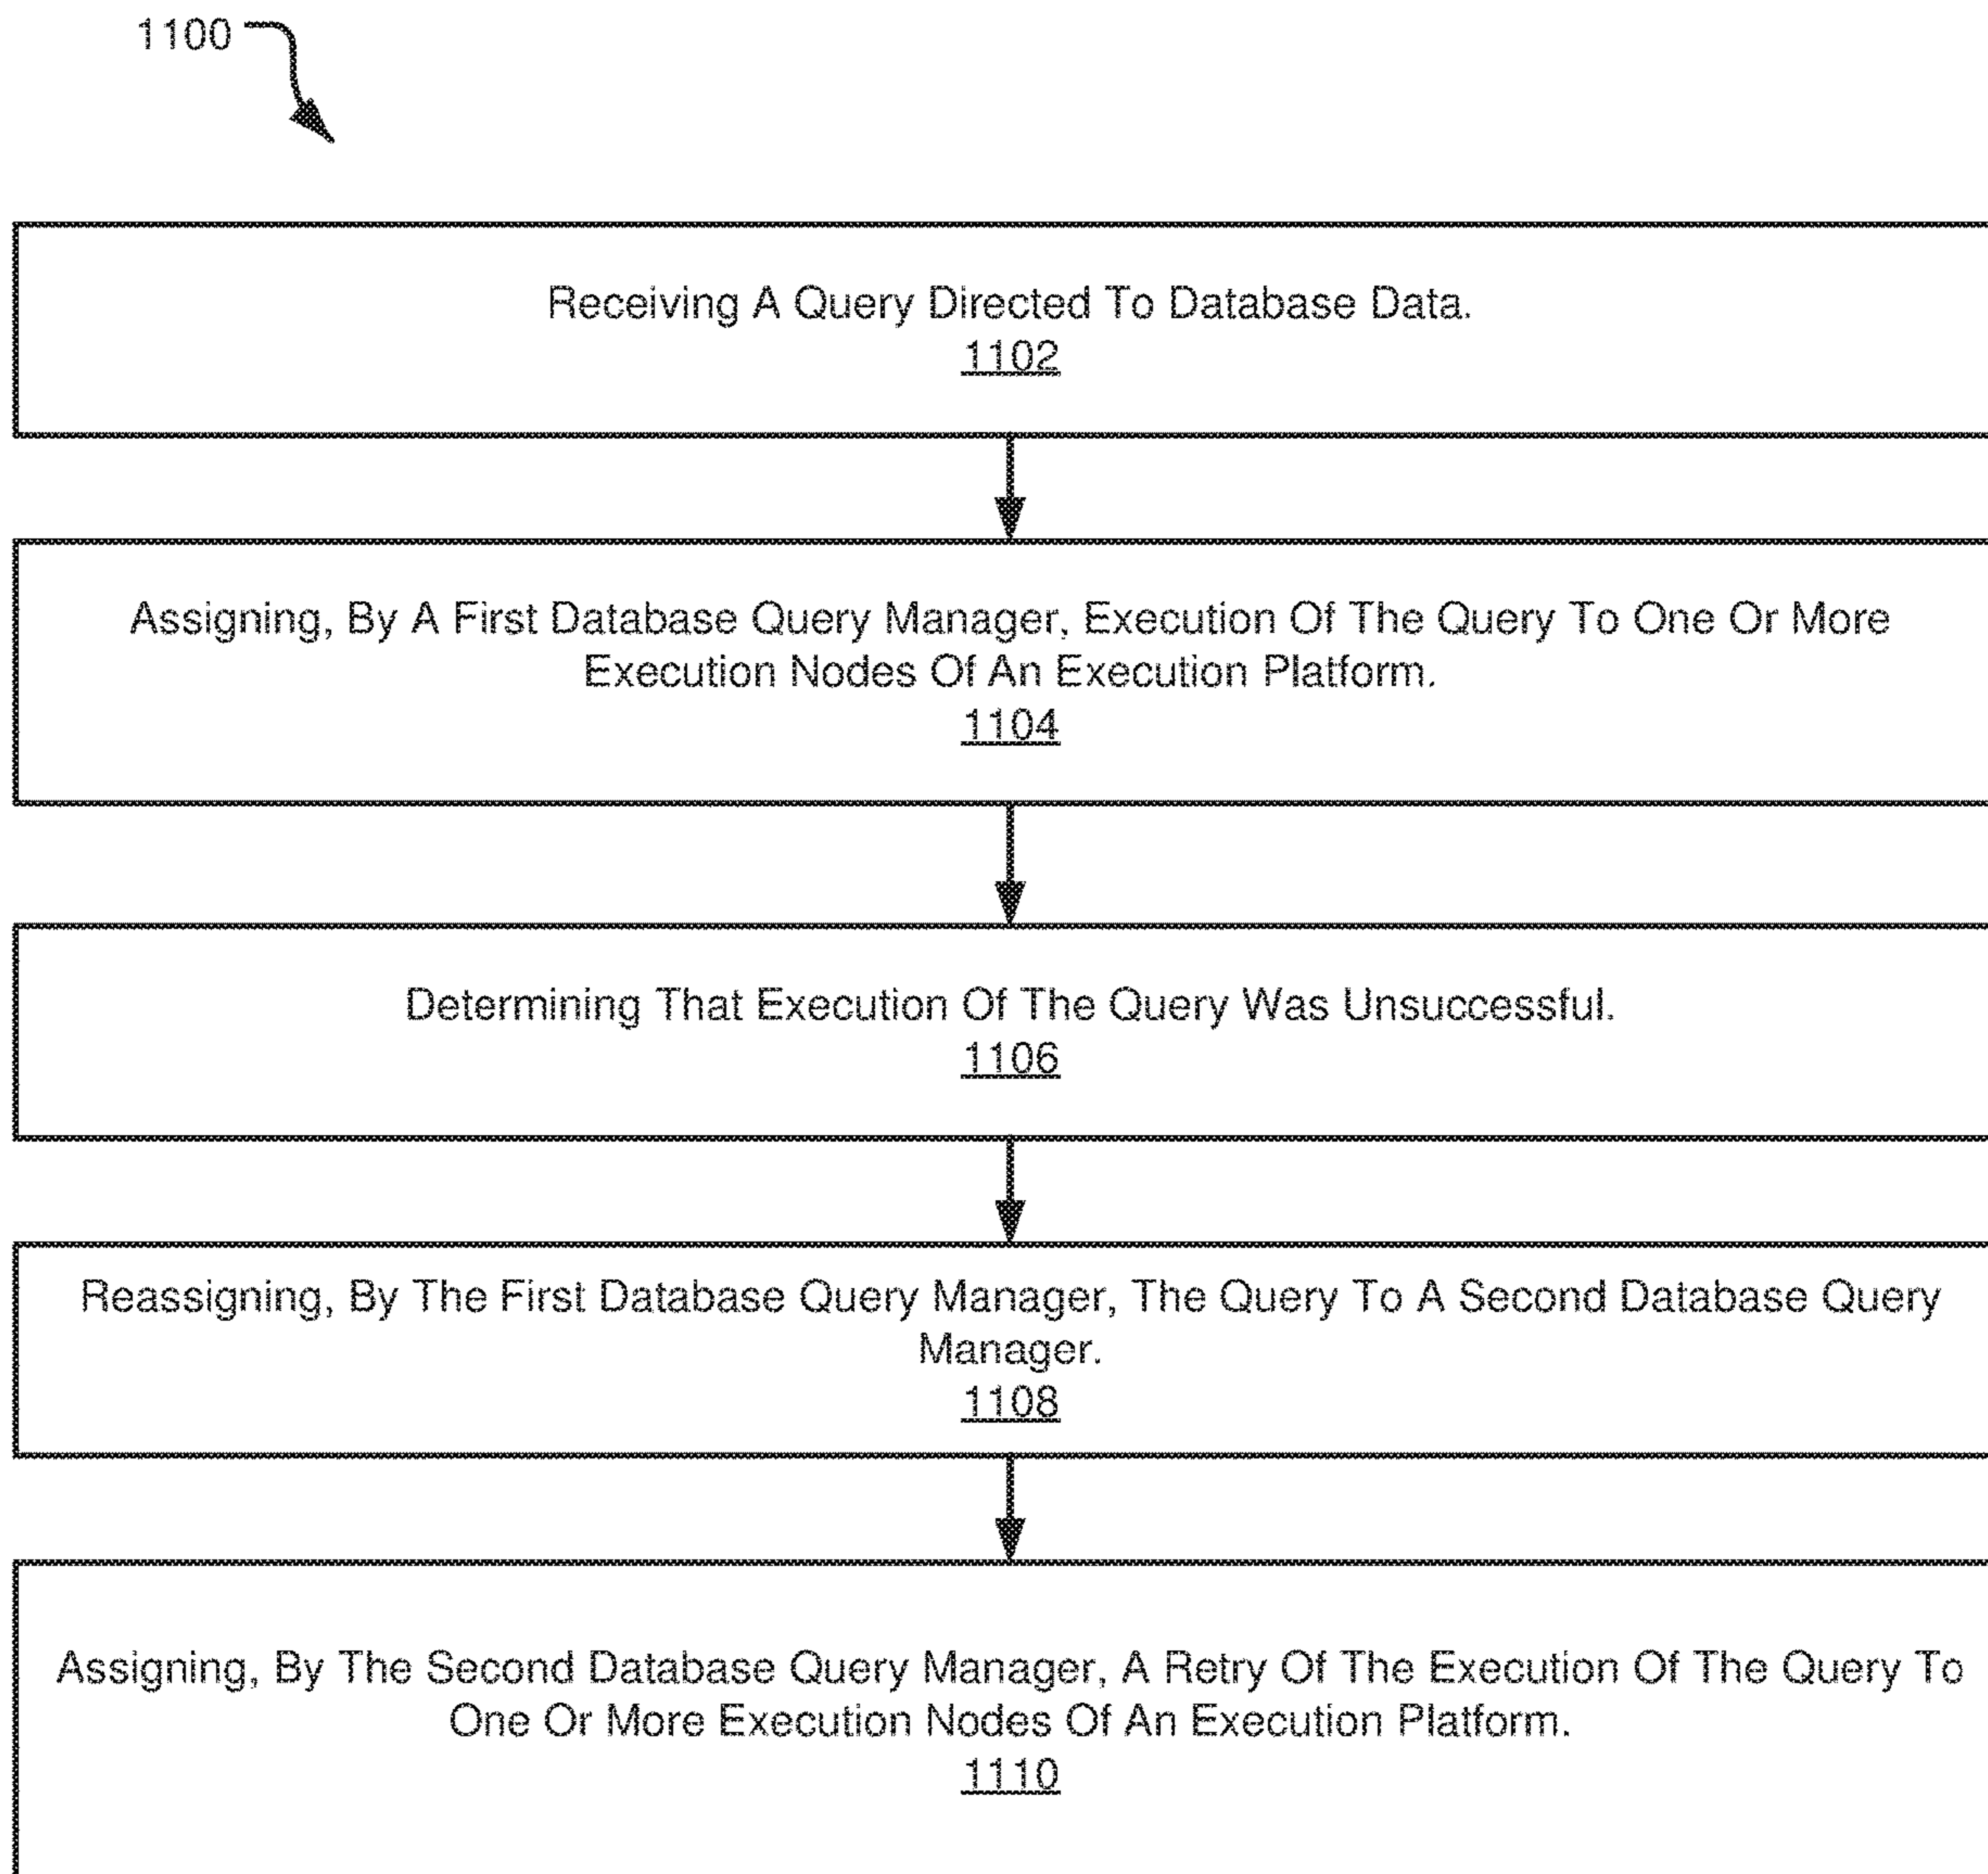 1100
Receiving A Query Directed To Database Data.
1102
Assigning, By A First Database Query Manager, Execution Of The Query To One Or More
Execution Nodes Of An Execution Platform.
1104
Determining That Execution Of The Query Was Unsuccessful.
1106
Reassigning, By The First Database Query Manager, The Query To A Second Database Query
Manager.
1108
Assigning, By The Second Database Query Manager, A Retry Of The Execution Of The Query To
One Or More Execution Nodes Of An Execution Platform.
1110